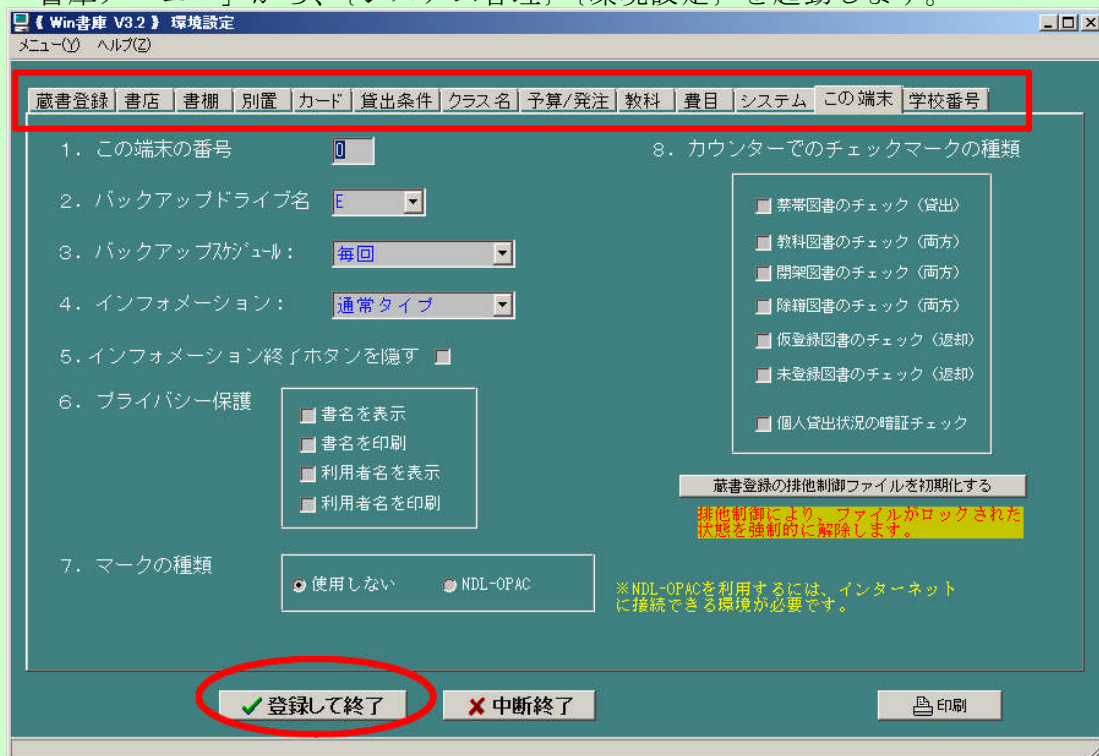 書庫メニュー」から、[システム管理]、[環境設定] を起動します。
《 Win書庫 V3.2 》 環境設定
メニュー(Y) ヘルプ(Z)
蔵書登録 書店 書棚 別置 カード 貸出条件 クラス名 予算/発注 教科 費目 システム この端末 学校番号
1. この端末の番号 0
2. バックアップドライブ名 E
3. バックアップスケジュール: 毎回
4. インフォメーション: 通常タイプ
5.インフォメーション終了ボタンを隠す
6. プライバシー保護
書名を表示
書名を印刷
利用者名を表示
利用者名を印刷
7. マークの種類
使用しない NDL-OPAC
8. カウンターでのチェックマークの種類
禁帯図書のチェック (貸出)
教科図書のチェック (両方)
開架図書のチェック (両方)
除籍図書のチェック (両方)
仮登録図書のチェック (返却)
未登録図書のチェック (返却)
個人貸出状況の暗証チェック
蔵書登録の排他制御ファイルを初期化する
排他制御により、ファイルがロックされた
状態を強制的に解除します。
※NDL-OPACを利用するには、インターネット
に接続できる環境が必要です。
登録して終了 中断終了 印刷